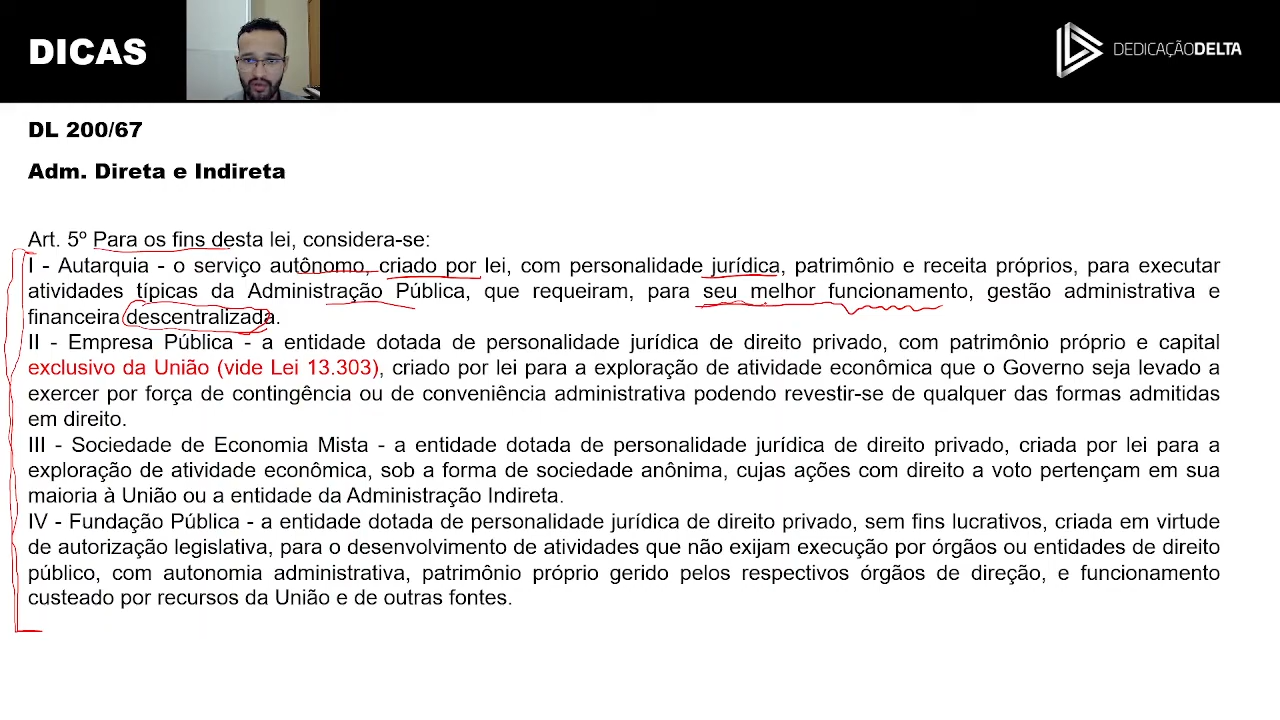 DICAS
DEDICAÇÃODELTA
DL 200/67
Adm. Direta e Indireta
Art. 5º Para os fins desta lei, considera-se:
I - Autarquia - o serviço autônomo, criado por lei, com personalidade jurídica, patrimônio e receita próprios, para executar
atividades típicas da Administração Pública, que requeiram, para seu melhor funcionamento, gestão administrativa e
financeira descentralizada.
II - Empresa Pública - a entidade dotada de personalidade jurídica de direito privado, com patrimônio próprio e capital
exclusivo da União (vide Lei 13.303), criado por lei para a exploração de atividade econômica que o Governo seja levado a
exercer por força de contingência ou de conveniência administrativa podendo revestir-se de qualquer das formas admitidas
em direito.
III - Sociedade de Economia Mista - a entidade dotada de personalidade jurídica de direito privado, criada por lei para a
exploração de atividade econômica, sob a forma de sociedade anônima, cujas ações com direito a voto pertençam em sua
maioria à União ou a entidade da Administração Indireta.
IV - Fundação Pública - a entidade dotada de personalidade jurídica de direito privado, sem fins lucrativos, criada em virtude
de autorização legislativa, para o desenvolvimento de atividades que não exijam execução por órgãos ou entidades de direito
público, com autonomia administrativa, patrimônio próprio gerido pelos respectivos órgãos de direção, e funcionamento
custeado por recursos da União e de outras fontes.